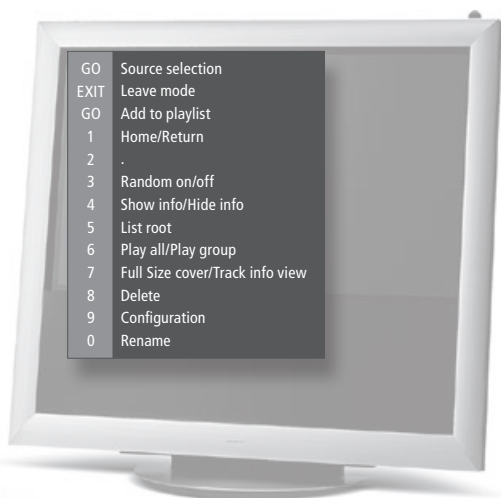 GO Source selection
EXIT Leave mode
GO Add to playlist
1 Home/Return
2 .
3 Random on/off
4 Show info/Hide info
5 List root
6 Play all/Play group
7 Full Size cover/Track info view
8 Delete
9 Configuration
0 Rename